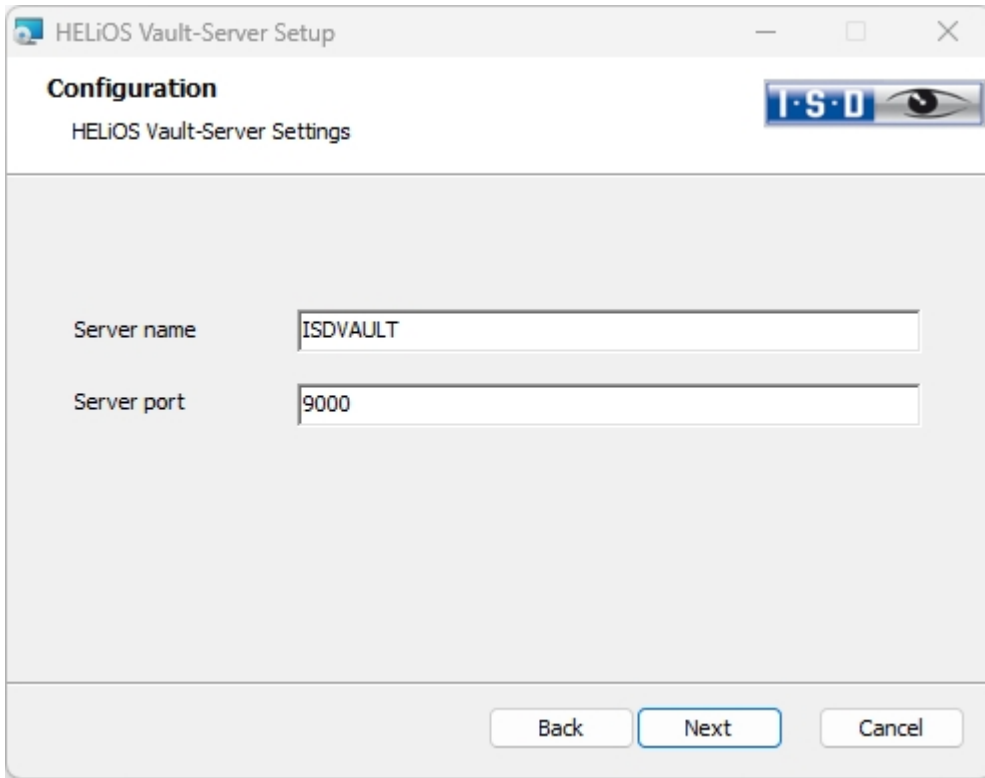 HELiOS Vault-Server Setup
Configuration
I·S·D
HELiOS Vault-Server Settings
Server name
ISDVAULT
Server port
9000
Back
Next
Cancel